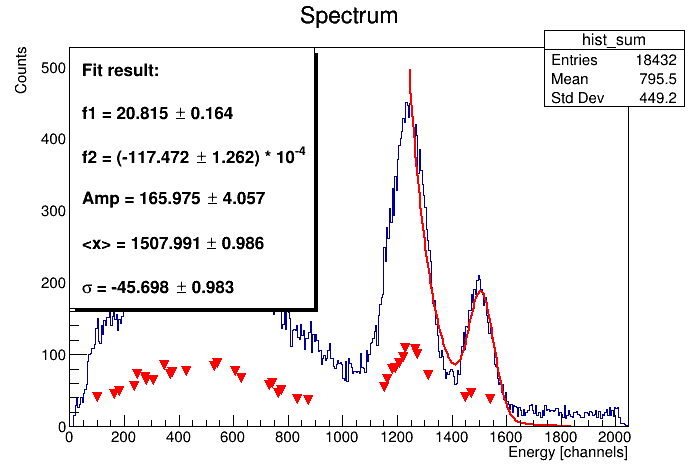 Spectrum
hist_sum
Entries 18432
Mean 795.5
Std Dev 449.2
Counts
500
400
300
200
100
0
Fit result:
f1 = 20.815 ± 0.164
f2 = (-117.472 ± 1.262) * 10^-4
Amp = 165.975 ± 4.057
<x> = 1507.991 ± 0.986
σ = -45.698 ± 0.983
0 200 400 600 800 1000 1200 1400 1600 1800 2000
Energy [channels]